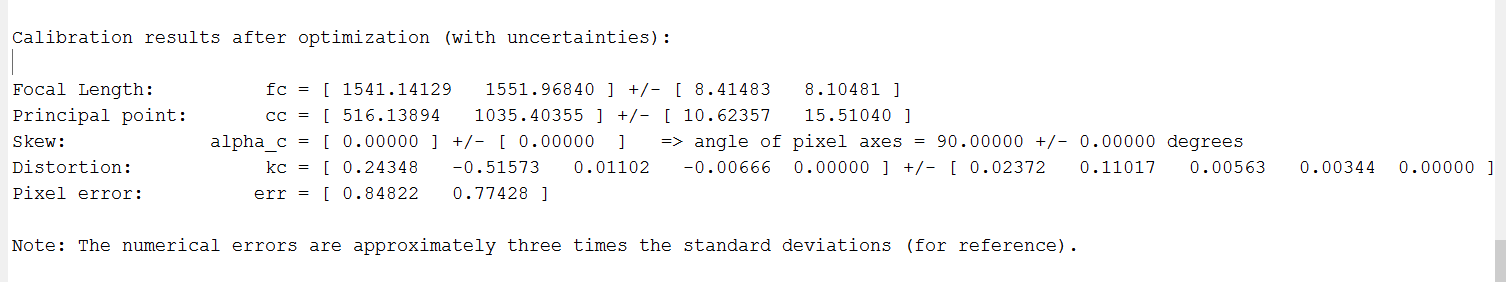 Calibration results after optimization (with uncertainties):
Focal Length: fc = [ 1541.14129 1551.96840 ] +/- [ 8.41483 8.10481 ]
Principal point: cc = [ 516.13894 1035.40355 ] +/- [ 10.62357 15.51040 ]
Skew: alpha_c = [ 0.00000 ] +/- [ 0.00000 ] => angle of pixel axes = 90.00000 +/- 0.00000 degrees
Distortion: kc = [ 0.24348 -0.51573 0.01102 -0.00666 0.00000 ] +/- [ 0.02372 0.11017 0.00563 0.00344 0.00000 ]
Pixel error: err = [ 0.84822 0.77428 ]
Note: The numerical errors are approximately three times the standard deviations (for reference).